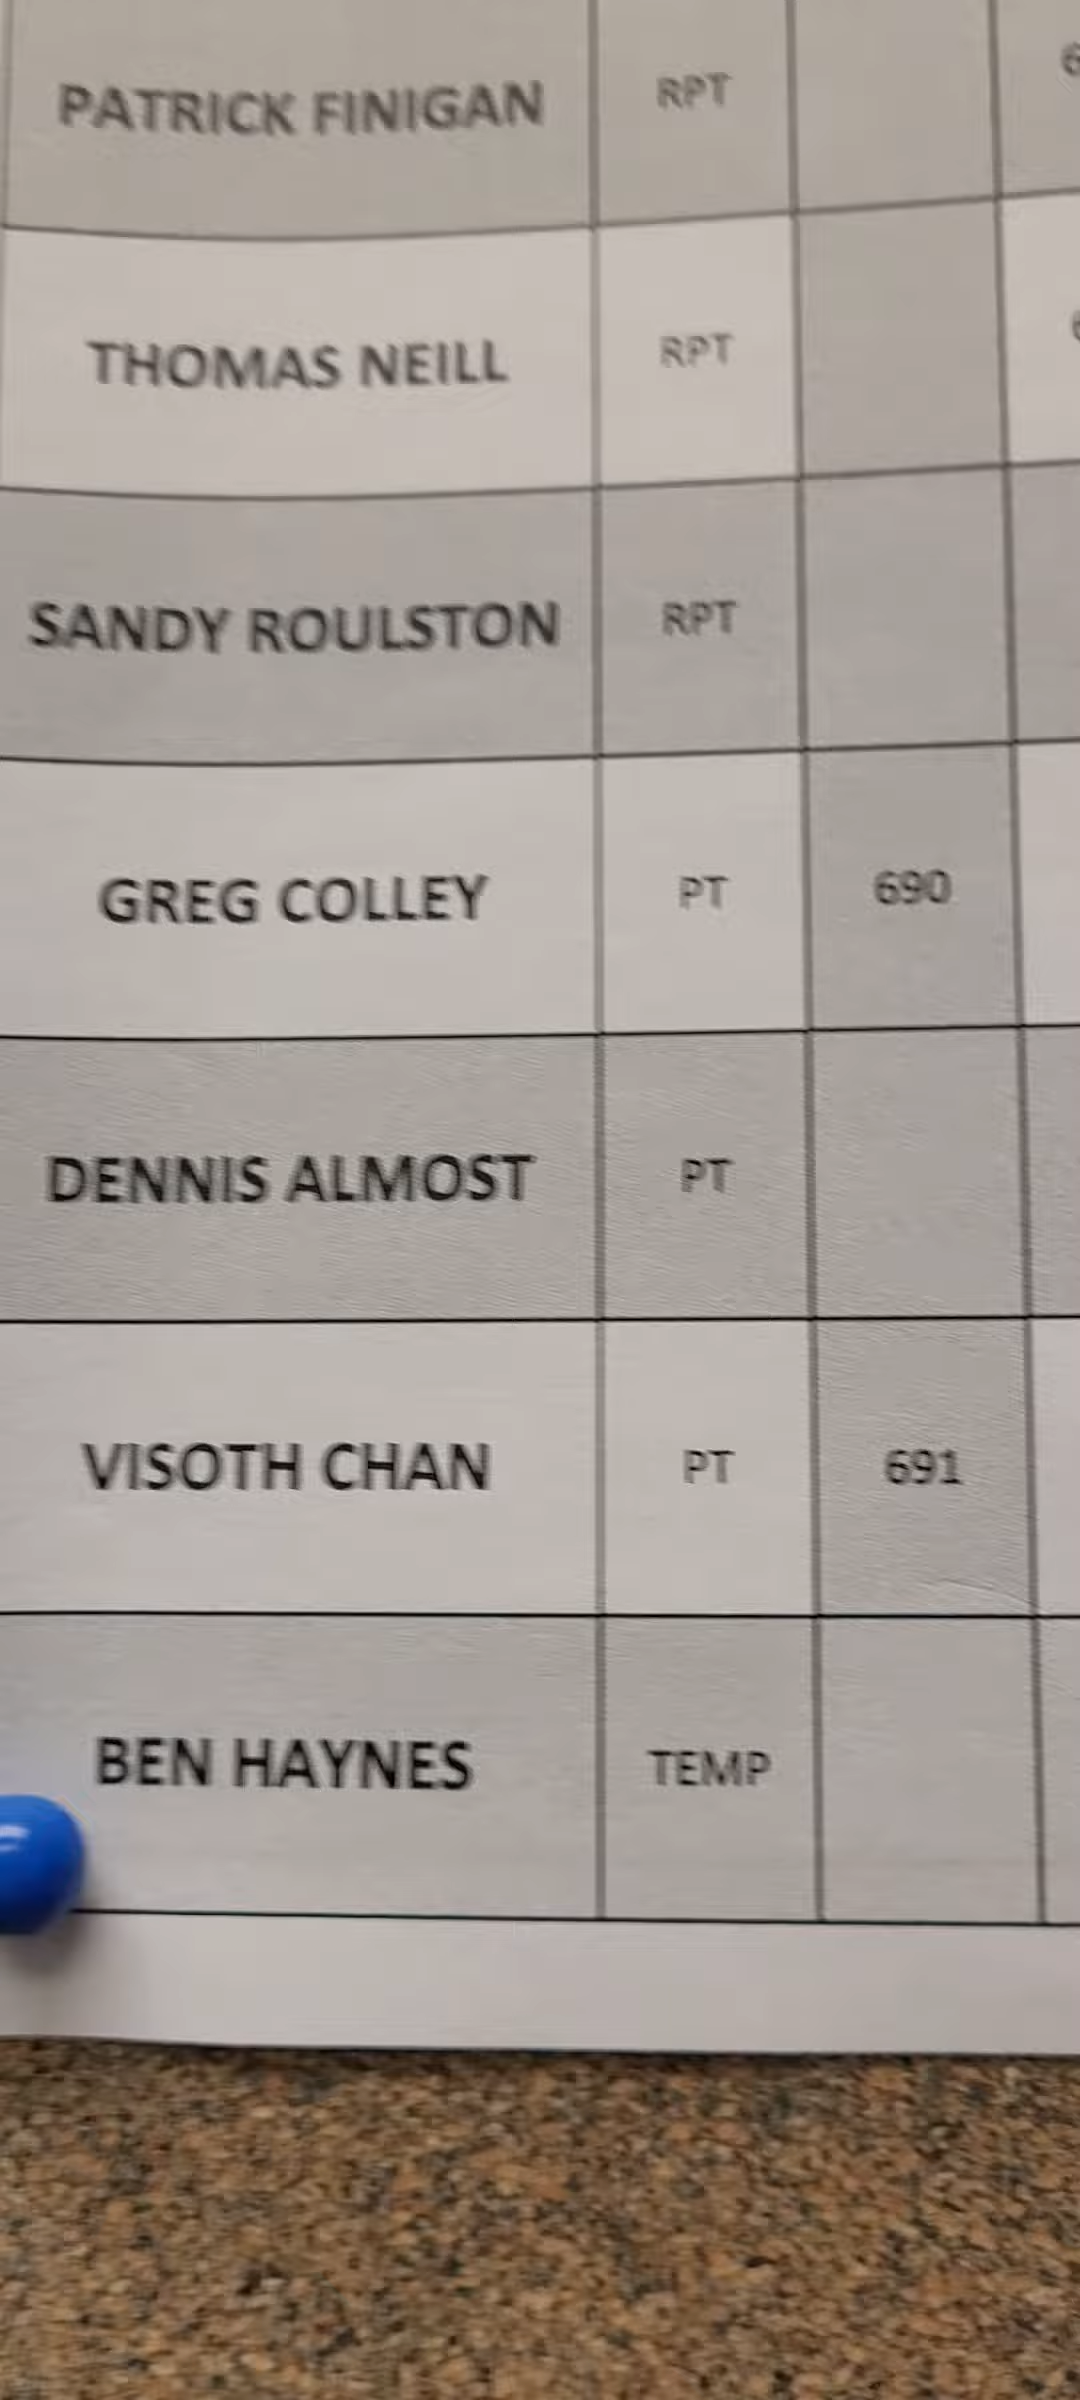 PATRICK FINIGAN RPT
THOMAS NEILL RPT
SANDY ROULSTON RPT
GREG COLLEY PT 690
DENNIS ALMOST PT
VISOTH CHAN PT 691
BEN HAYNES TEMP